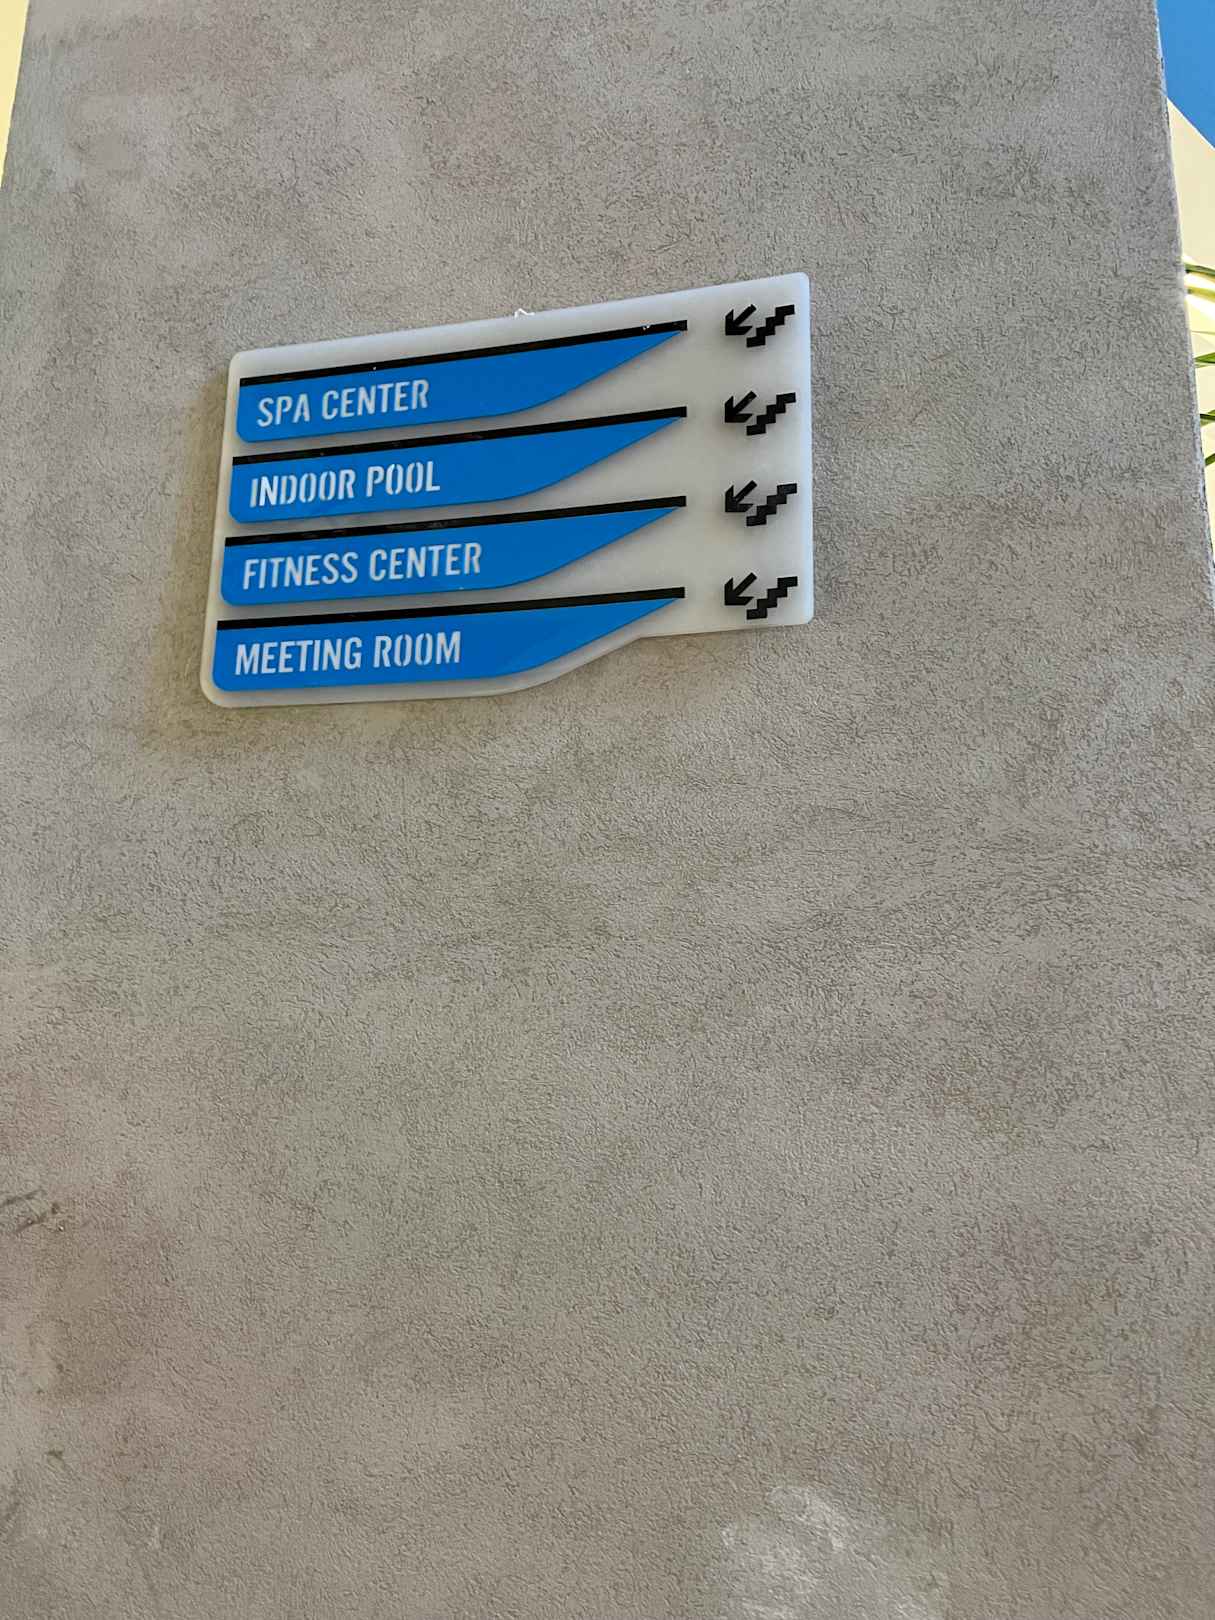 SPA CENTER
INDOOR POOL
FITNESS CENTER
MEETING ROOM